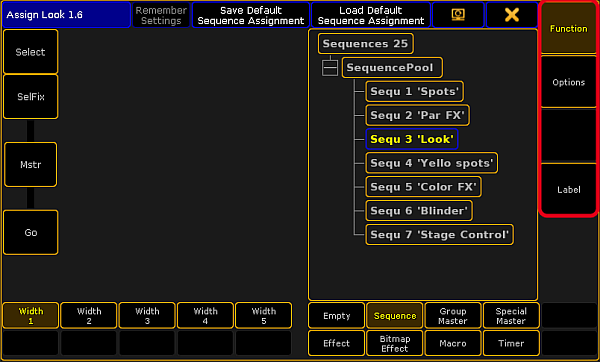 Assign Look 1.6
Remember
Settings
Save Default
Sequence Assignment
Load Default
Sequence Assignment
Function
Options
Label
Select
SelFix
Mstr
Go
Sequences 25
SequencePool
Sequ 1 'Spots'
Sequ 2 'Par FX'
Sequ 3 'Look'
Sequ 4 'Yello spots'
Sequ 5 'Color FX'
Sequ 6 'Blinder'
Sequ 7 'Stage Control'
Width
1
Width
2
Width
3
Width
4
Width
5
Empty
Sequence
Group
Master
Special
Master
Effect
Bitmap
Effect
Macro
Timer